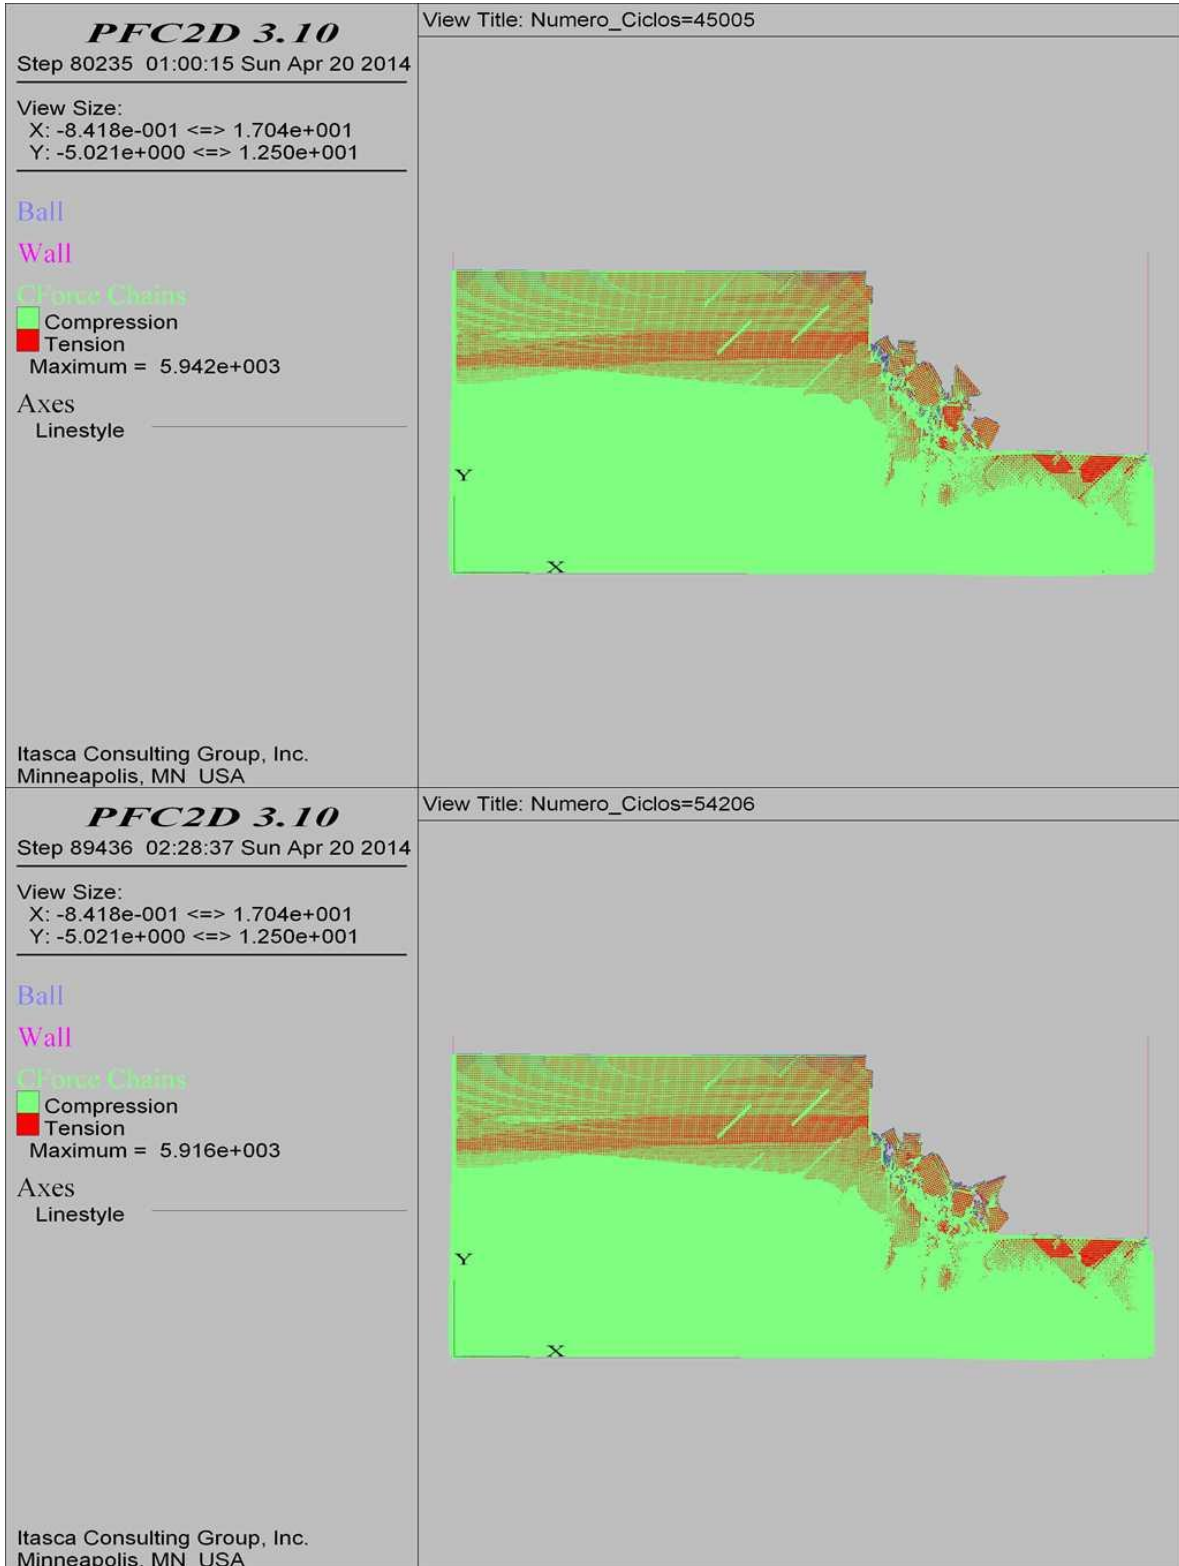 PFC2D 3.10
Step 80235 01:00:15 Sun Apr 20 2014
View Size:
X: -8.418e-001 <=> 1.704e+001
Y: -5.021e+000 <=> 1.250e+001
Ball
Wall
CForce Chains
Compression
Tension
Maximum = 5.942e+003
Axes
Linestyle
Itasca Consulting Group, Inc.
Minneapolis, MN USA
View Title: Numero_Ciclos=45005
Y
X
PFC2D 3.10
Step 89436 02:28:37 Sun Apr 20 2014
View Size:
X: -8.418e-001 <=> 1.704e+001
Y: -5.021e+000 <=> 1.250e+001
Ball
Wall
CForce Chains
Compression
Tension
Maximum = 5.916e+003
Axes
Linestyle
Itasca Consulting Group, Inc.
Minneapolis, MN USA
View Title: Numero_Ciclos=54206
Y
X